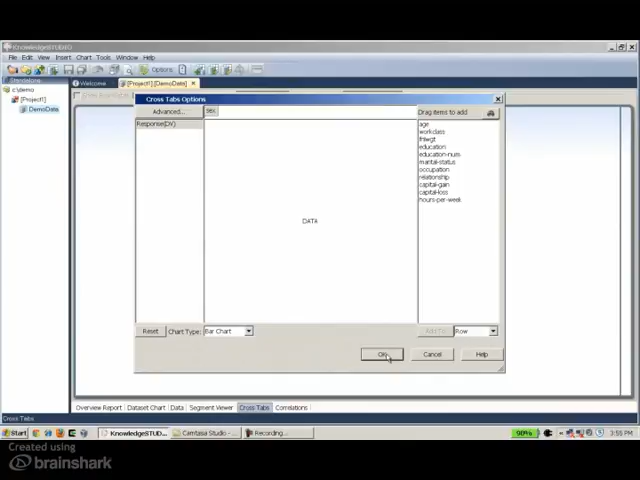 KnowledgeSTUDIO
File Edit View Insert Chart Tools Window Help
Options:
Standalone
Welcome [Project1].[DemoData]
c:\demo
[Project1]
DemoData
Cross Tabs Options
Advanced... sex Drag items to add
Response(DV)
age
workclass
fnlwgt
education
education-num
marital-status
occupation
relationship
capital-gain
capital-loss
hours-per-week
DATA
Reset Chart Type: Bar Chart Add To Row
OK Cancel Help
Overview Report Dataset Chart Data Segment Viewer Cross Tabs Correlations
Cross Tabs
Start KnowledgeSTUD... Camtasia Studio - ... Recording... 90% 3:55 PM
Created using
brainshark